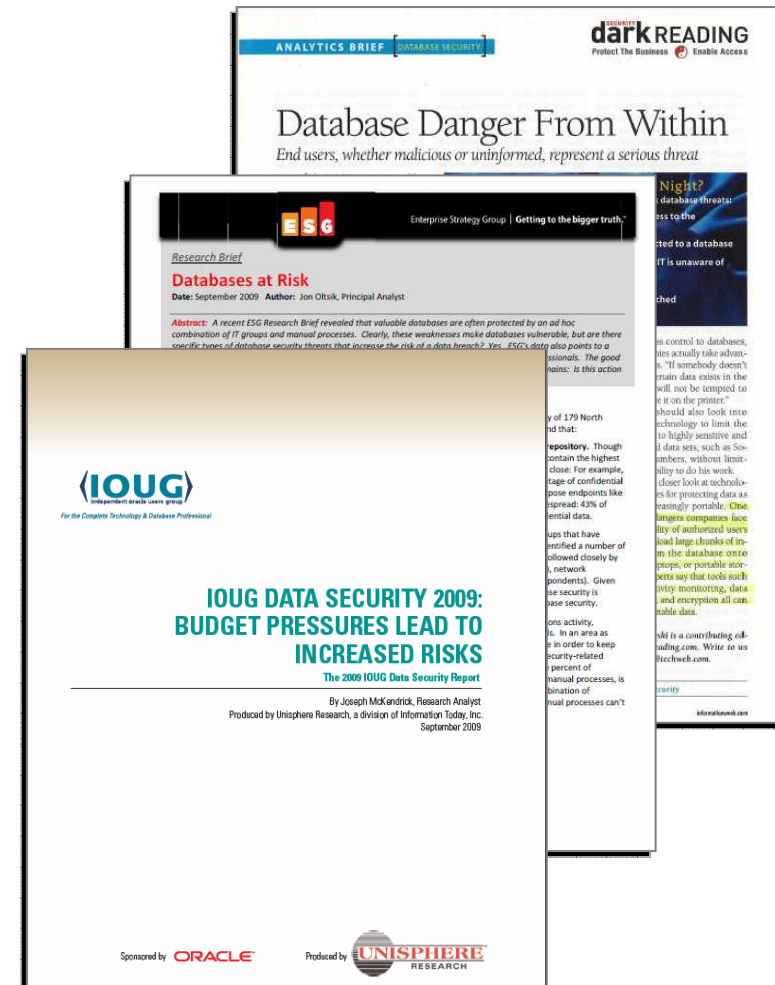 SECURITY
dark READING
ANALYTICS BRIEF [DATABASE SECURITY]
Protect The Business Enable Access
Database Danger From Within
End users, whether malicious or uninformed, represent a serious threat
Night?
database threats:
ess to the
cted to a database
IT is unaware of
ched
ss control to databases,
nies actually take advan-
s. "If somebody doesn't
ertain data exists in the
will not be tempted to
e it on the printer."
should also look into
echnology to limit the
to highly sensitive and
d data sets, such as So-
umbers, without limit-
bility to do his work.
closer look at technolo-
es for protecting data as
reasingly portable. One
dangers companies face
lity of authorized users
load large chunks of in-
m the database onto
ptops, or portable stor-
perts say that tools such
tivity monitoring, data
, and encryption all can
rtable data.
ski is a contributing ed-
eading.com. Write to us
@techweb.com.
curity
informationweek.com
ESG
Enterprise Strategy Group | Getting to the bigger truth.™
Research Brief
Databases at Risk
Date: September 2009 Author: Jon Oltsik, Principal Analyst
Abstract: A recent ESG Research Brief revealed that valuable databases are often protected by an ad hoc
combination of IT groups and manual processes. Clearly, these weaknesses make databases vulnerable, but are there
specific types of database security threats that increase the risk of a data breach? Yes. ESG's data also points to a
ssionals. The good
mains: Is this action
y of 179 North
nd that:
repository. Though
contain the highest
close: For example,
tage of confidential
pose endpoints like
espread: 43% of
dential data.
ups that have
entified a number of
ollowed closely by
), network
pondents). Given
se security is
base security.
ons activity,
ls. In an area as
e in order to keep
ecurity-related
percent of
manual processes, is
bination of
nual processes can't
IOUG
independent oracle users group
For the Complete Technology & Database Professional
IOUG DATA SECURITY 2009:
BUDGET PRESSURES LEAD TO
INCREASED RISKS
The 2009 IOUG Data Security Report
By Joseph McKendrick, Research Analyst
Produced by Unisphere Research, a division of Information Today, Inc.
September 2009
Sponsored by ORACLE Produced by UNISPHERE
RESEARCH